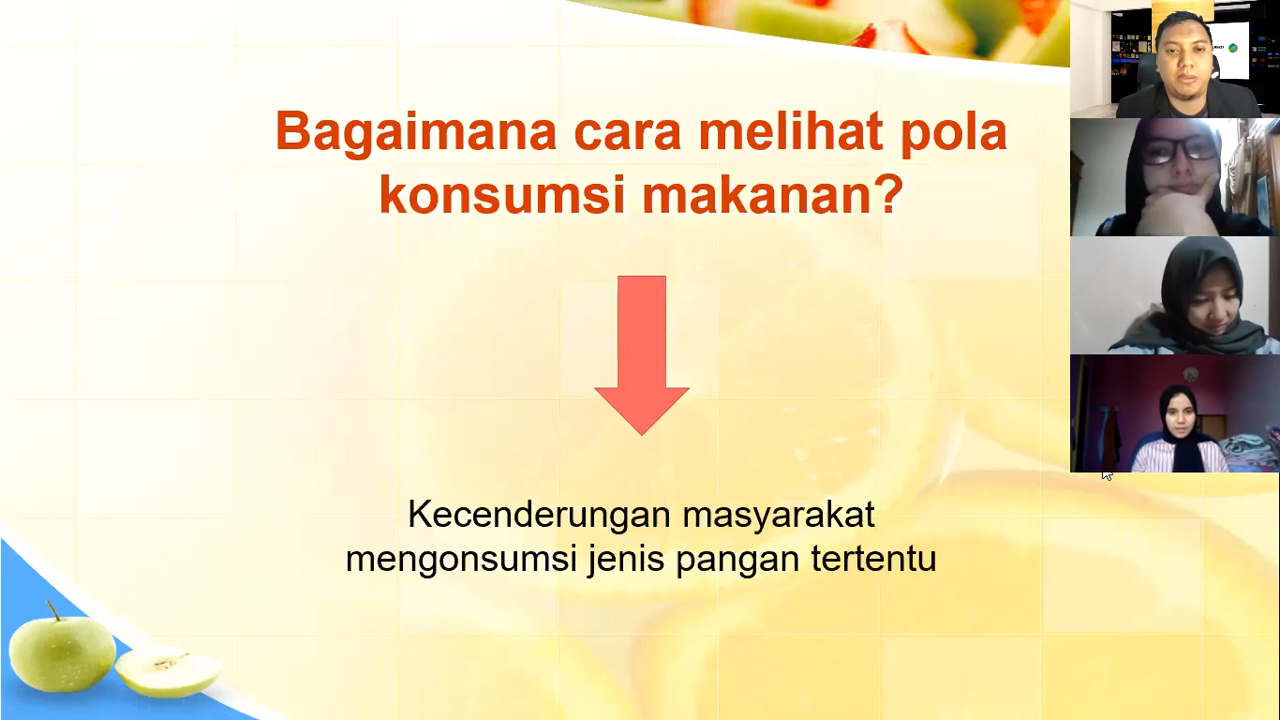 Bagaimana cara melihat pola
konsumsi makanan?
Kecenderungan masyarakat
mengonsumsi jenis pangan tertentu